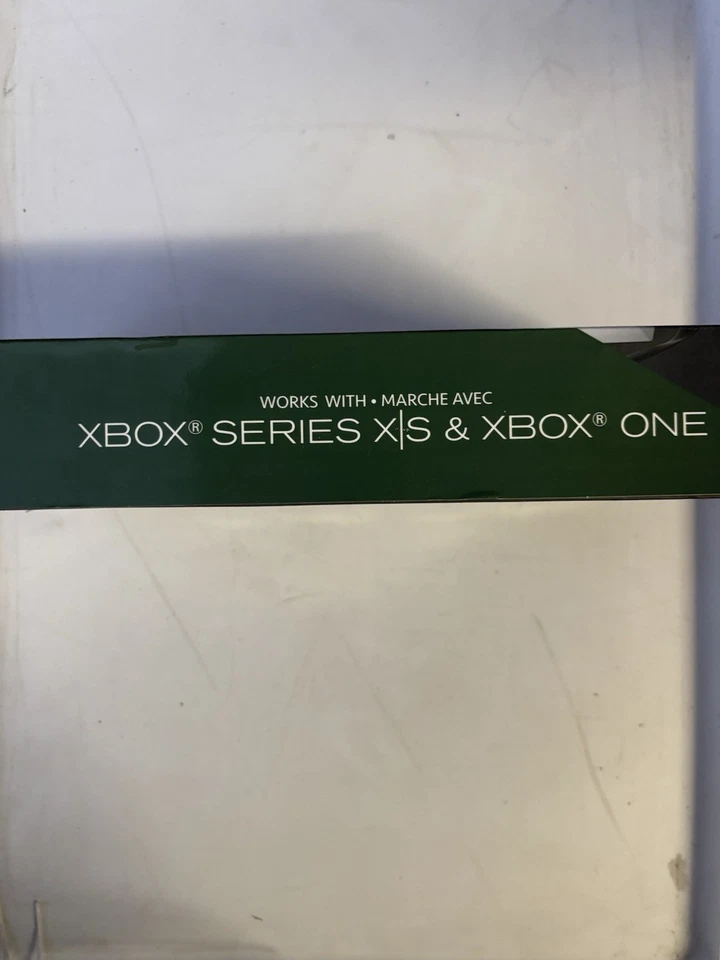 WORKS WITH • MARCHE AVEC
XBOX® SERIES X|S & XBOX® ONE